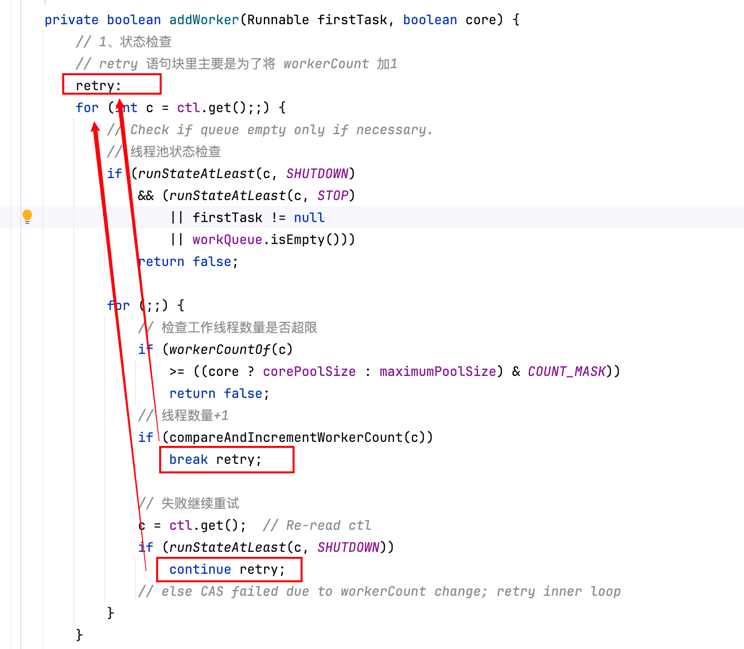 private boolean addWorker(Runnable firstTask, boolean core) {
// 1、状态检查
// retry 语句块里主要是为了将 workerCount 加1
retry:
for (int c = ctl.get();;) {
// Check if queue empty only if necessary.
// 线程池状态检查
if (runStateAtLeast(c, SHUTDOWN)
&& (runStateAtLeast(c, STOP)
|| firstTask != null
|| workQueue.isEmpty()))
return false;
for (;;) {
// 检查工作线程数量是否超限
if (workerCountOf(c)
>= ((core ? corePoolSize : maximumPoolSize) & COUNT_MASK))
return false;
// 线程数量+1
if (compareAndIncrementWorkerCount(c))
break retry;
// 失败继续重试
c = ctl.get();  // Re-read ctl
if (runStateAtLeast(c, SHUTDOWN))
continue retry;
// else CAS failed due to workerCount change; retry inner loop
}
}